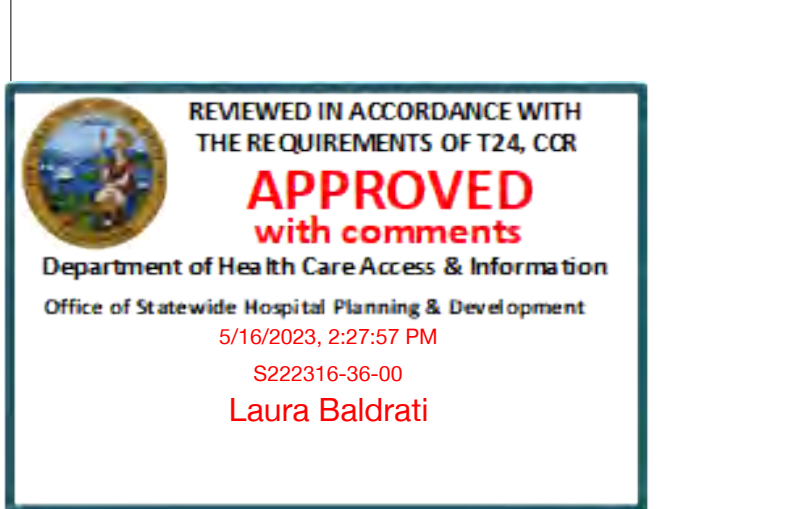 REVIEWED IN ACCORDANCE WITH
THE REQUIREMENTS OF T24, CCR
APPROVED
with comments
Department of Health Care Access & Information
Office of Statewide Hospital Planning & Development
5/16/2023, 2:27:57 PM
S222316-36-00
Laura Baldrati